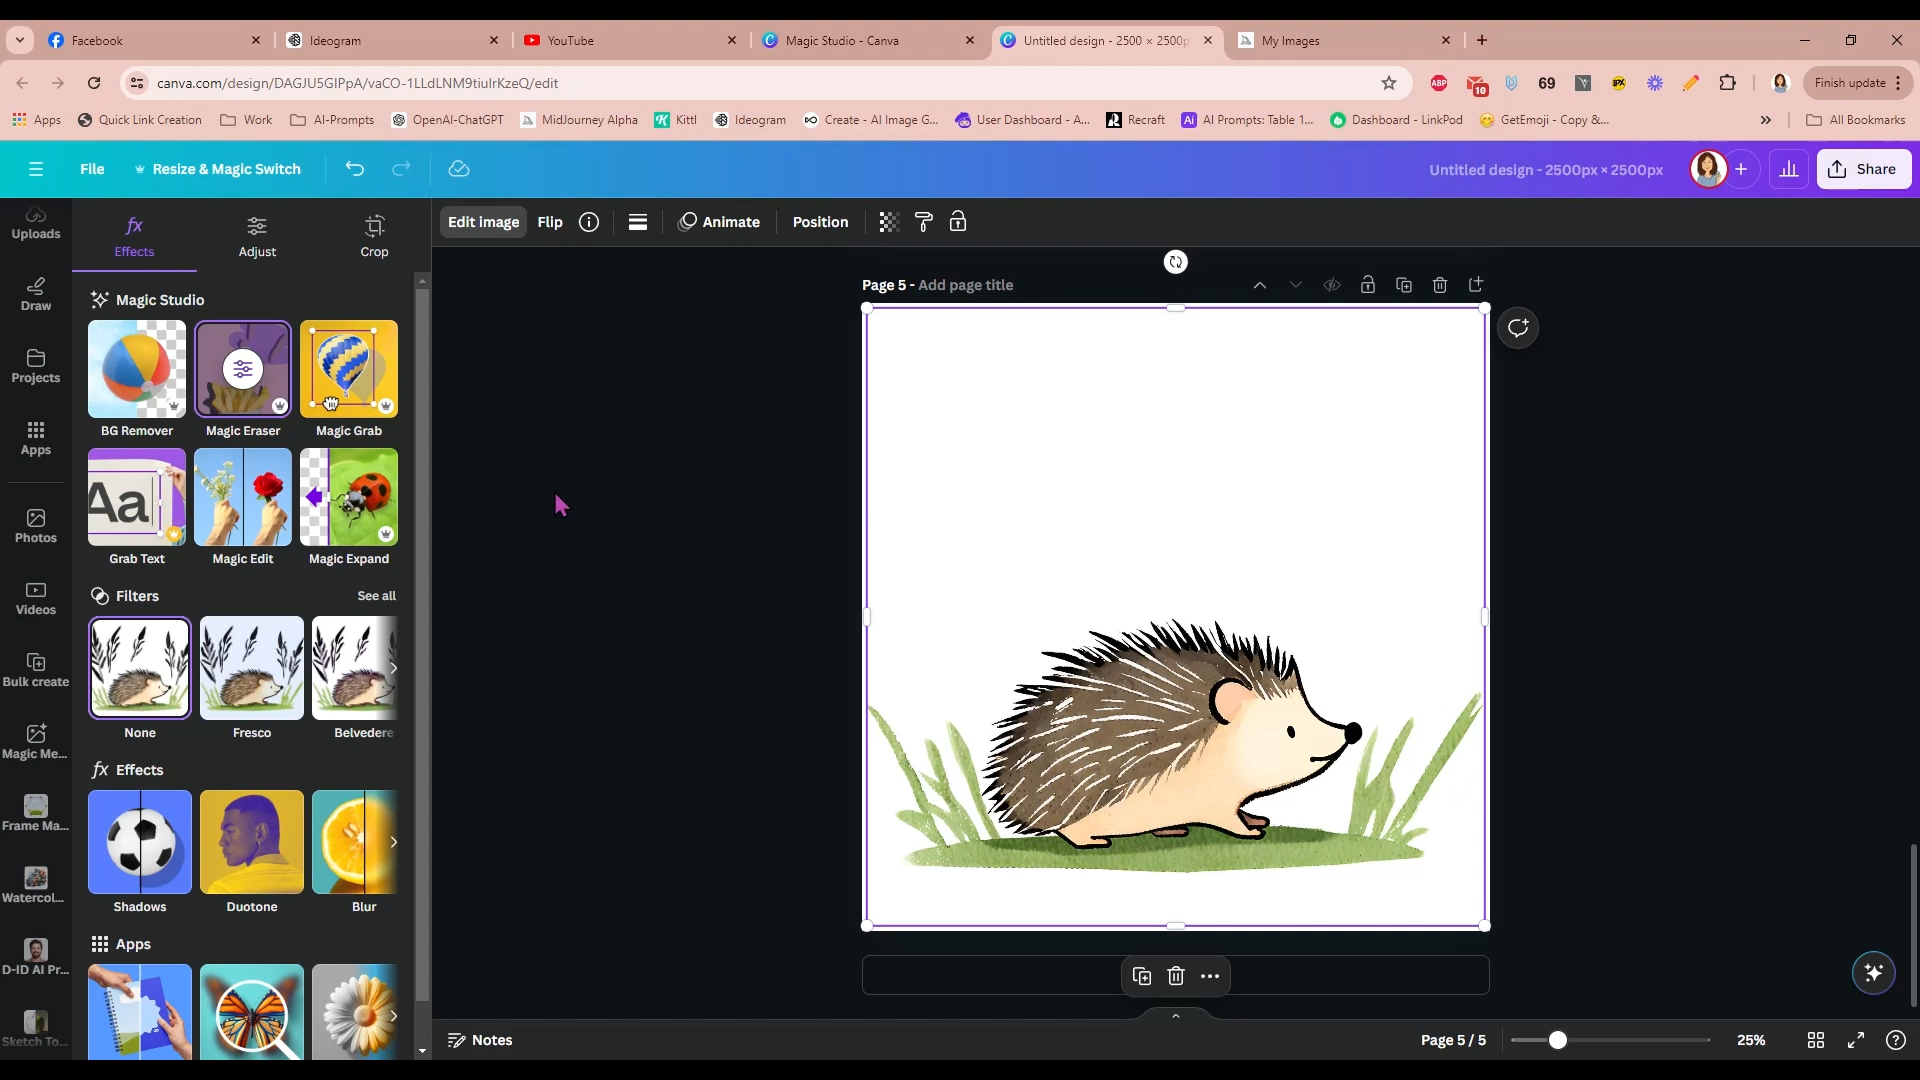 Facebook
Ideogram
YouTube
Magic Studio - Canva
Untitled design - 2500 × 2500p
My Images
canva.com/design/DAGJU5GIPpA/vaCO-1LLdLNM9tiuIrKzeQ/edit
ABP
10
69
IPX
Finish update
Apps
Quick Link Creation
Work
AI-Prompts
OpenAI-ChatGPT
MidJourney Alpha
Kittl
Ideogram
Create - AI Image G...
User Dashboard - A...
Recraft
AI Prompts: Table 1...
Dashboard - LinkPod
GetEmoji - Copy &...
All Bookmarks
File
Resize & Magic Switch
Untitled design - 2500px × 2500px
Share
Uploads
Draw
Projects
Apps
Photos
Videos
Bulk create
Magic Me...
Frame Ma...
Watercol...
D-ID AI Pr...
Sketch To...
Effects
Adjust
Crop
Magic Studio
BG Remover
Magic Eraser
Magic Grab
Aa
Grab Text
Magic Edit
Magic Expand
Filters
See all
None
Fresco
Belvedere
fx Effects
Shadows
Duotone
Blur
Apps
Edit image
Flip
Animate
Position
Page 5 - Add page title
Notes
Page 5 / 5
25%